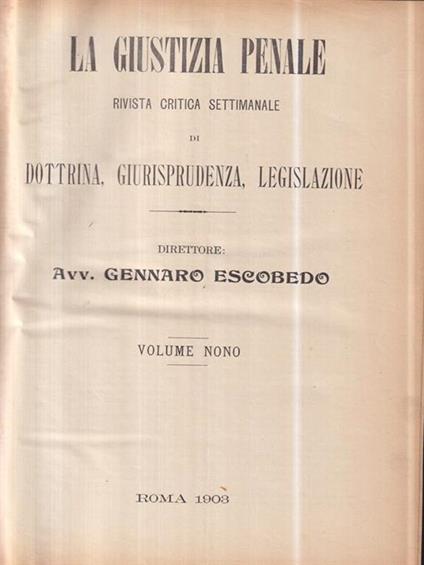 LA GIUSTIZIA PENALE
RIVISTA CRITICA SETTIMANALE
DI
DOTTRINA, GIURISPRUDENZA, LEGISLAZIONE
DIRETTORE:
AVV. GENNARO ESCOBEDO
VOLUME NONO
ROMA 1903